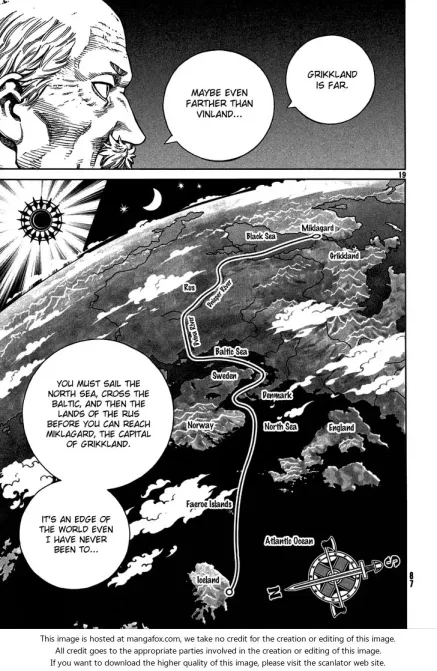 GRIKKLAND
IS FAR.
MAYBE EVEN
FARTHER THAN
VINLAND...
19
Miklagard
Black Sea
Grikkland
Rus
Dnieper River
Baltic Sea
Sweden
Denmark
YOU MUST SAIL THE
NORTH SEA, CROSS THE
BALTIC, AND THEN THE
LANDS OF THE RUS
BEFORE YOU CAN REACH
MIKLAGARD, THE CAPITAL
OF GRIKKLAND.
Norway
North Sea
England
Faeroe Islands
IT'S AN EDGE OF
THE WORLD EVEN
I HAVE NEVER
BEEN TO...
Atlantic Ocean
Iceland
S
N
87
This image is hosted at mangafox.com, we take no credit for the creation or editing of this image.
All credit goes to the appropriate parties involved in the creation or editing of this image.
If you want to download the higher quality of this image, please visit the scanlator web site.